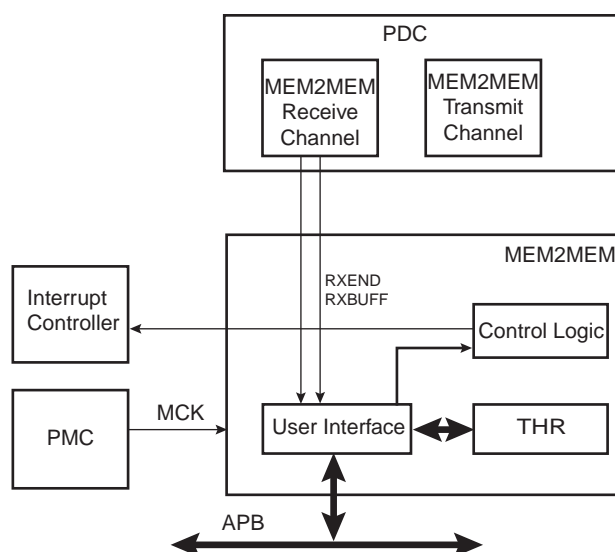 PDC
MEM2MEM
Receive
Channel
MEM2MEM
Transmit
Channel
MEM2MEM
RXEND
RXBUFF
Interrupt
Controller
Control Logic
MCK
PMC
User Interface
THR
APB